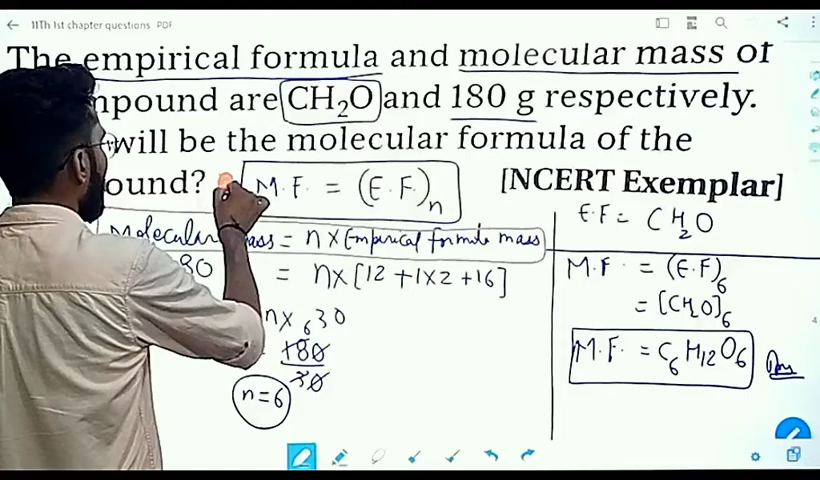 11Th 1st chapter questions PDF
The empirical formula and molecular mass of
mpound are CH2O and 180 g respectively.
will be the molecular formula of the
ound? M.F. = (E.F)n [NCERT Exemplar]
Molecular mass = n×Empirical formula mass
80 = n×[12+1×2+16]
n× 30
6
180
30
n=6
E.F = CH2O
M.F. = (E.F)6
= [CH2O]6
M.F. = C6H12O6